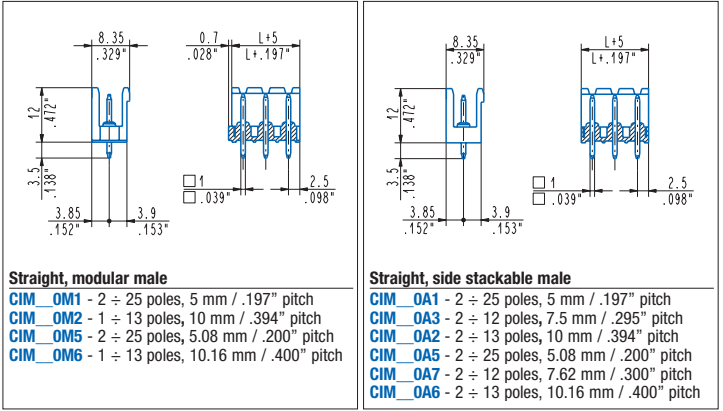 8.35
.329"
0.7
.028"
L+5
L+.197"
12
.472"
3.5
.138"
□ 1
□ .039"
2.5
.098"
3.85
.152"
3.9
.153"
Straight, modular male
CIM__0M1 - 2 ÷ 25 poles, 5 mm / .197” pitch
CIM__0M2 - 1 ÷ 13 poles, 10 mm / .394” pitch
CIM__0M5 - 2 ÷ 25 poles, 5.08 mm / .200” pitch
CIM__0M6 - 1 ÷ 13 poles, 10.16 mm / .400” pitch
8.35
.329"
L+5
L+.197"
12
.472"
3.5
.138"
□ 1
□ .039"
2.5
.098"
3.85
.152"
3.9
.153"
Straight, side stackable male
CIM__0A1 - 2 ÷ 25 poles, 5 mm / .197” pitch
CIM__0A3 - 2 ÷ 12 poles, 7.5 mm / .295” pitch
CIM__0A2 - 2 ÷ 13 poles, 10 mm / .394” pitch
CIM__0A5 - 2 ÷ 25 poles, 5.08 mm / .200” pitch
CIM__0A7 - 2 ÷ 12 poles, 7.62 mm / .300” pitch
CIM__0A6 - 2 ÷ 13 poles, 10.16 mm / .400” pitch